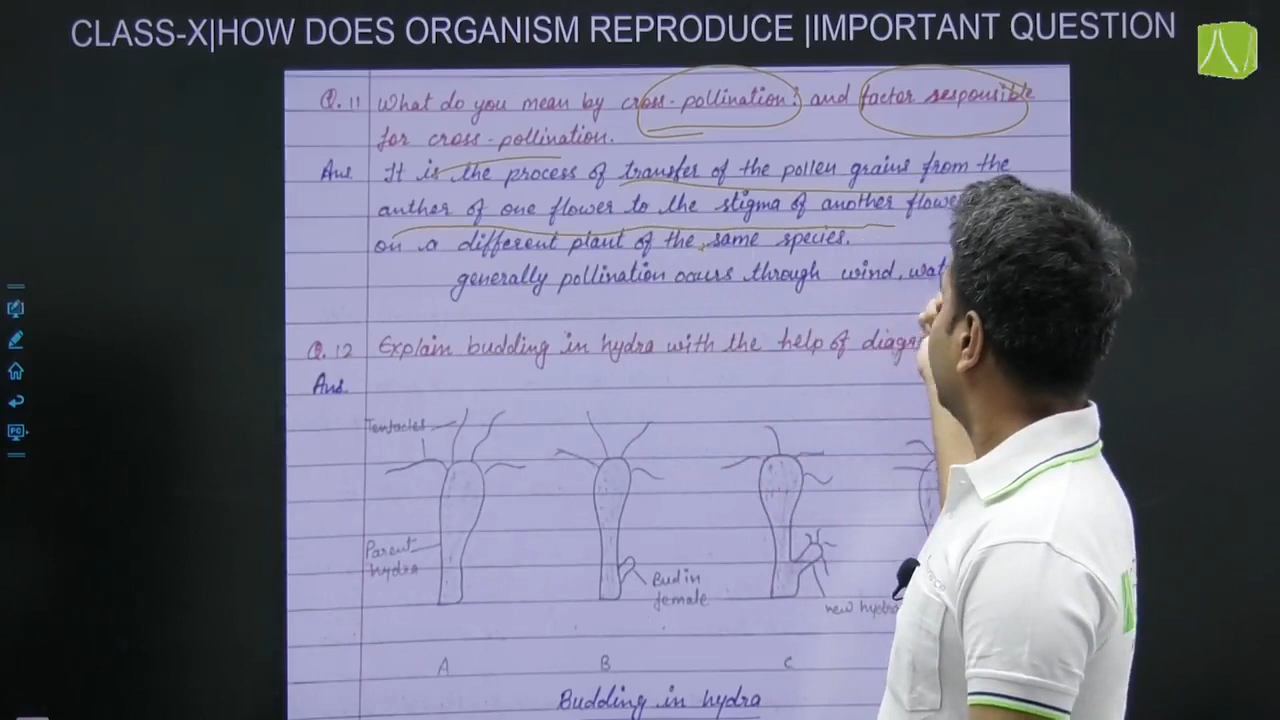 CLASS-X|HOW DOES ORGANISM REPRODUCE |IMPORTANT QUESTION
Q.11 What do you mean by cross-pollination? and factor responsible
for cross-pollination.
Ans. It is the process of transfer of the pollen grains from the
anther of one flower to the stigma of another
on a different plant of the same species.
generally pollination occurs through wind,
Q.12 Explain budding in hydra with the help of
Ans.
Tentacles
Parent
hydra
Bud in
female
new hydra
A B C
Budding in hydra
PC